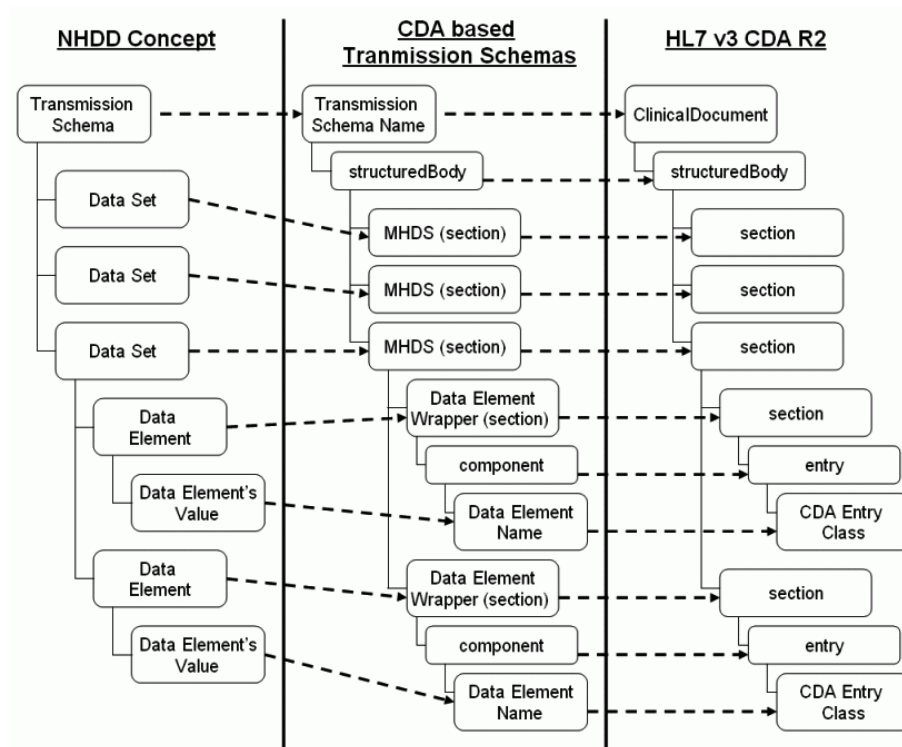 NHDD Concept
CDA based
Tranmission Schemas
HL7 v3 CDA R2
Transmission
Schema
Transmission
Schema Name
ClinicalDocument
structuredBody
structuredBody
Data Set
MHDS (section)
section
Data Set
MHDS (section)
section
Data Set
MHDS (section)
section
Data
Element
Data Element
Wrapper (section)
section
component
entry
Data Element's
Value
Data Element
Name
CDA Entry
Class
Data
Element
Data Element
Wrapper (section)
section
component
entry
Data Element's
Value
Data Element
Name
CDA Entry
Class